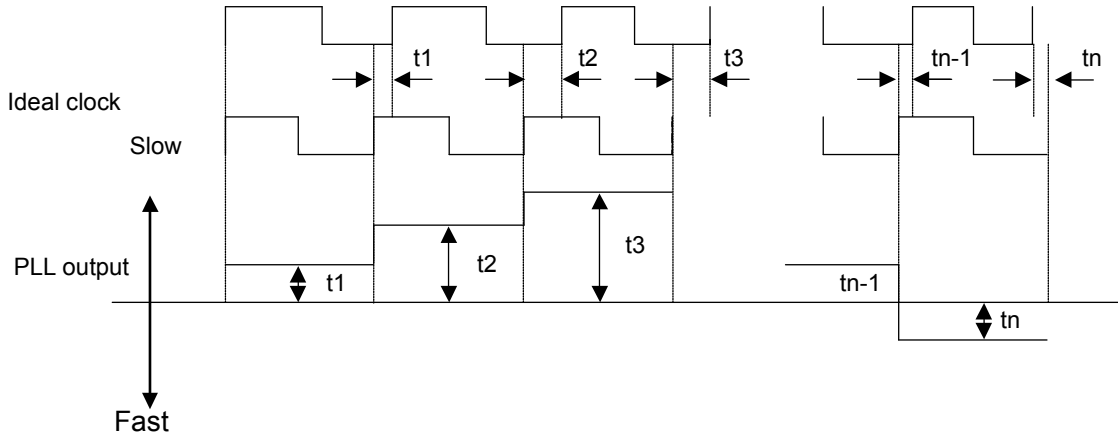 t1
t2
t3
tn-1
tn
Ideal clock
Slow
PLL output
t1
t2
t3
tn-1
tn
Fast